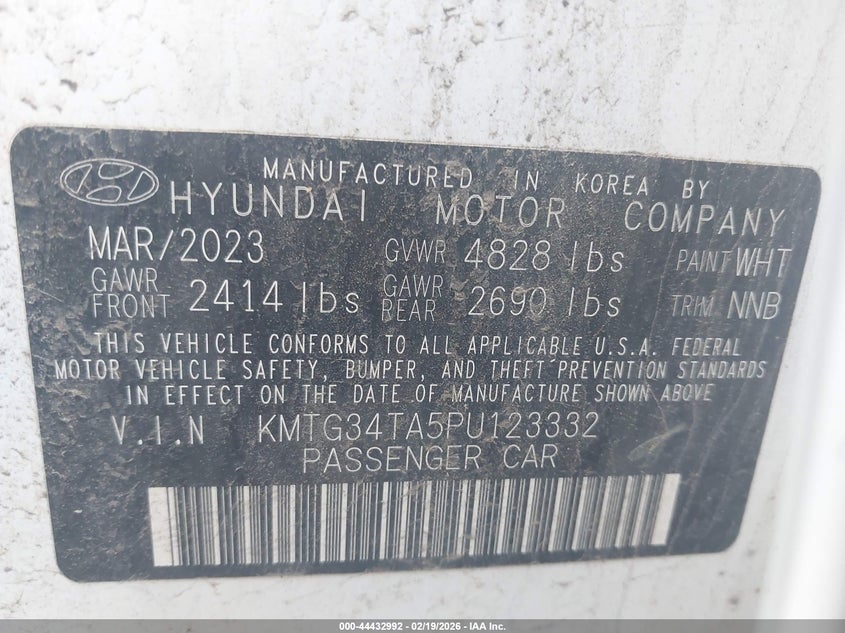 MANUFACTURED IN KOREA BY
HYUNDAI MOTOR COMPANY
MAR/2023 GVWR 4828 lbs PAINT WHT
GAWR FRONT 2414 lbs GAWR REAR 2690 lbs TRIM NNB
THIS VEHICLE CONFORMS TO ALL APPLICABLE U.S.A. FEDERAL
MOTOR VEHICLE SAFETY, BUMPER, AND THEFT PREVENTION STANDARDS
IN EFFECT ON THE DATE OF MANUFACTURE SHOWN ABOVE
V.I.N KMTG34TA5PU123332
PASSENGER CAR
000-44432992 - 02/19/2026 - IAA Inc.